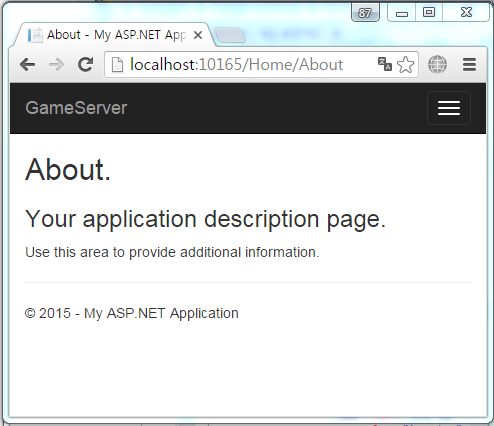 87
About - My ASP.NET App
localhost:10165/Home/About
GameServer
About.
Your application description page.
Use this area to provide additional information.
© 2015 - My ASP.NET Application